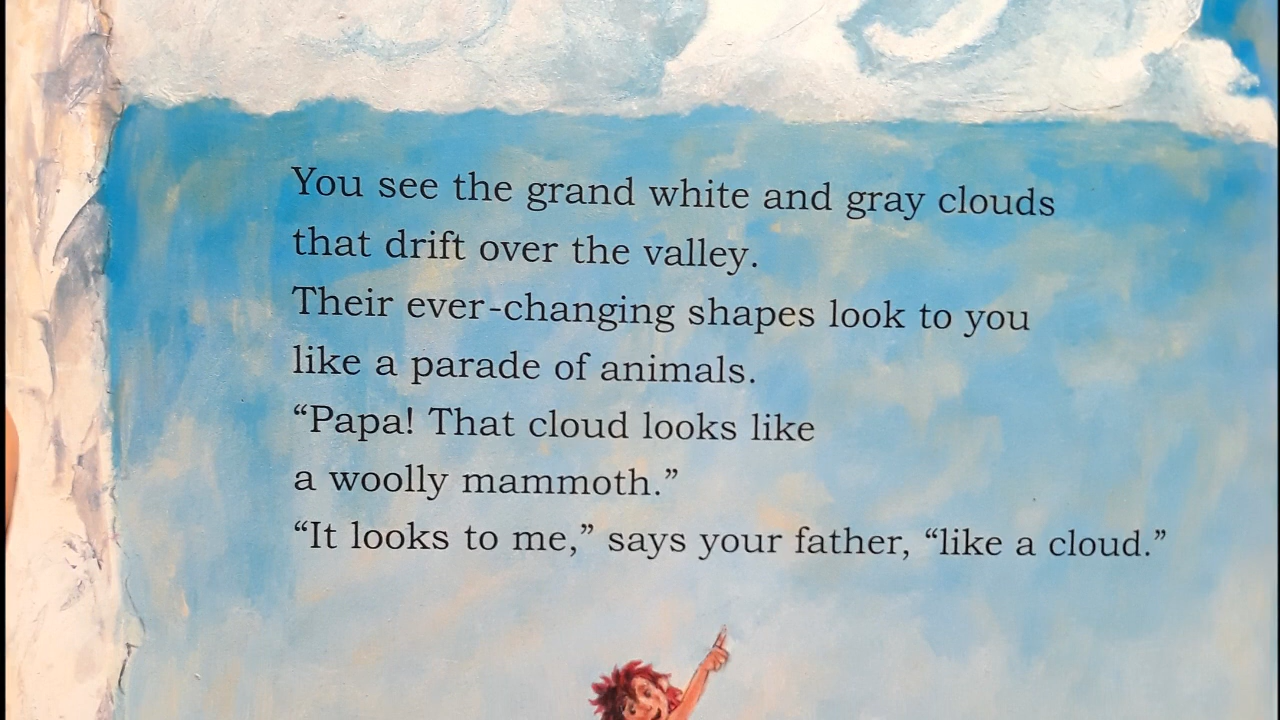 You see the grand white and gray clouds
that drift over the valley.
Their ever-changing shapes look to you
like a parade of animals.
“Papa! That cloud looks like
a woolly mammoth.”
“It looks to me,” says your father, “like a cloud.”